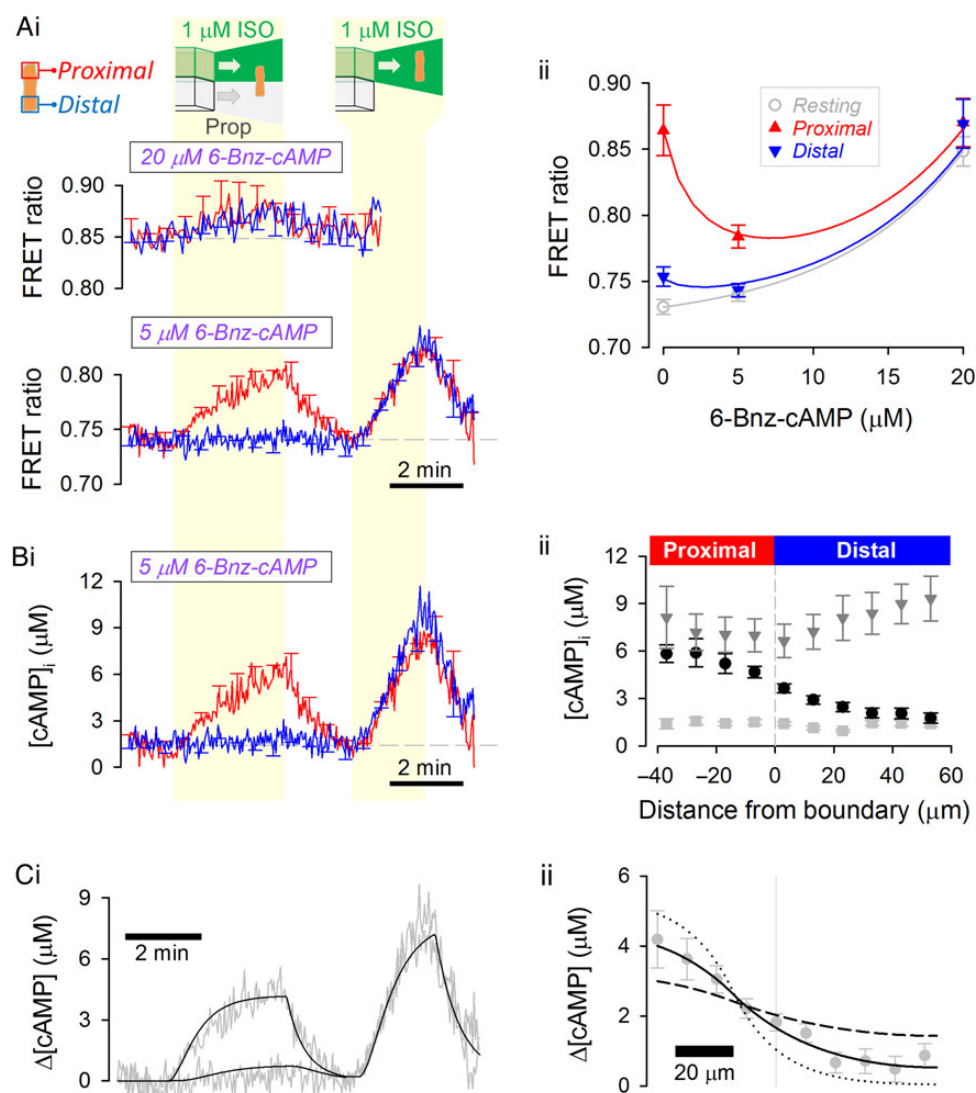 Ai
1 μM ISO
1 μM ISO
Proximal
Distal
Prop
20 μM 6-Bnz-cAMP
FRET ratio
0.90
0.85
0.80
5 μM 6-Bnz-cAMP
FRET ratio
0.80
0.75
0.70
2 min
ii
FRET ratio
0.90
0.85
0.80
0.75
0.70
Resting
Proximal
Distal
0 5 10 15 20
6-Bnz-cAMP (μM)
Bi
5 μM 6-Bnz-cAMP
[cAMP]i (μM)
12
9
6
3
0
2 min
ii
Proximal Distal
[cAMP]i (μM)
12
9
6
3
0
−40 −20 0 20 40 60
Distance from boundary (μm)
Ci
Δ[cAMP] (μM)
9
6
3
0
2 min
ii
Δ[cAMP] (μM)
6
4
2
0
20 μm